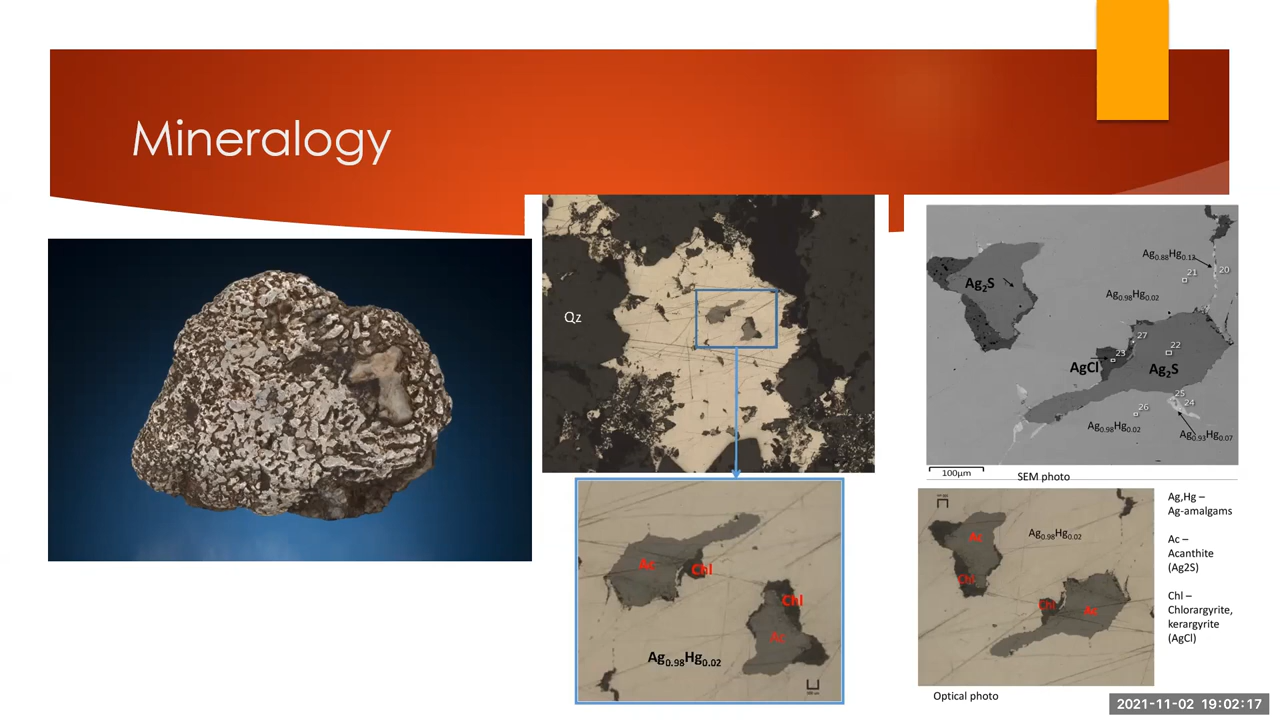 Mineralogy
Qz
Ac
Chl
Chl
Ac
Ag0.98Hg0.02
Ag2S
Ag0.88Hg0.13
20
21
Ag0.98Hg0.02
27
22
23
AgCl
Ag2S
25
24
26
Ag0.98Hg0.02
Ag0.93Hg0.07
100μm
SEM photo
Ac
Ag0.98Hg0.02
Chl
Chl
Ac
Optical photo
Ag,Hg –
Ag-amalgams
Ac –
Acanthite
(Ag2S)
Chl –
Chlorargyrite,
kerargyrite
(AgCl)
2021-11-02 19:02:17